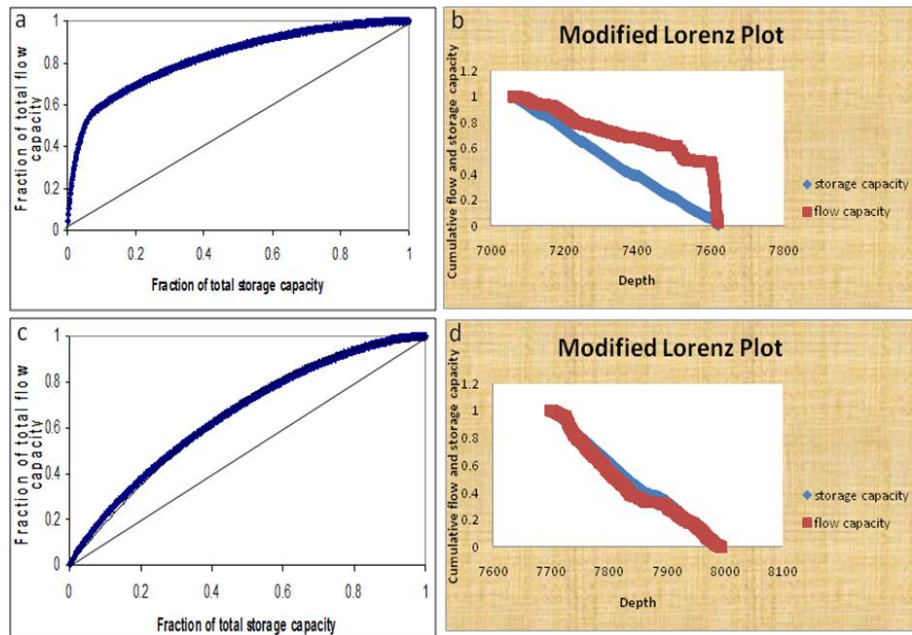 a
Fraction of total flow
capacity
1
0.8
0.6
0.4
0.2
0
0
0.2
0.4
0.6
0.8
1
Fraction of total storage capacity
b
Modified Lorenz Plot
Cumulative flow and storage capacity
1.2
1
0.8
0.6
0.4
0.2
0
7000
7200
7400
7600
7800
Depth
storage capacity
flow capacity
c
Fraction of total flow
capacity
1
0.8
0.6
0.4
0.2
0
0
0.2
0.4
0.6
0.8
1
Fraction of total storage capacity
d
Modified Lorenz Plot
Cumulative flow and storage capacity
1.2
1
0.8
0.6
0.4
0.2
0
7600
7700
7800
7900
8000
8100
Depth
storage capacity
flow capacity